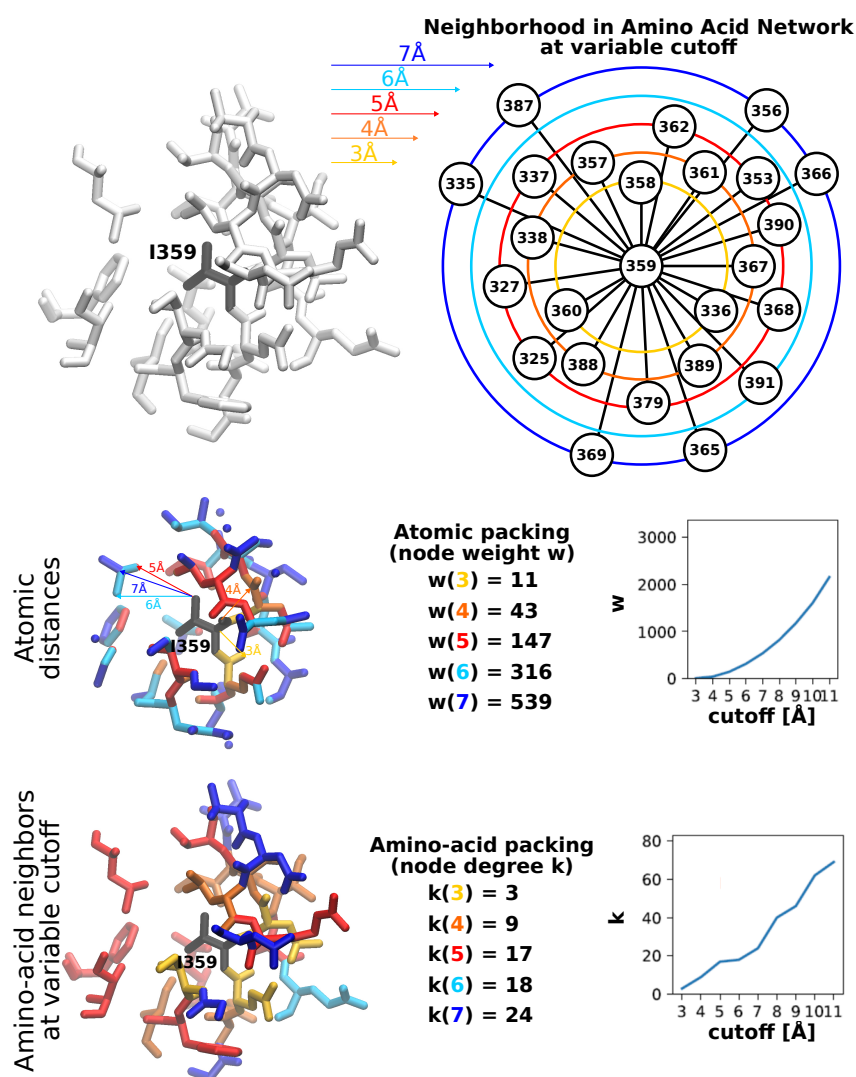 Neighborhood in Amino Acid Network
at variable cutoff
7Å
6Å
5Å
4Å
3Å
387
356
362
335
337
357
361
353
366
358
338
390
I359
359
367
327
360
336
368
325
388
389
391
379
369
365
Atomic
distances
5Å
7Å
6Å
4Å
3Å
I359
Atomic packing
(node weight w)
w(3) = 11
w(4) = 43
w(5) = 147
w(6) = 316
w(7) = 539
w
3000
2000
1000
0
3 4 5 6 7 8 9 10 11
cutoff [Å]
Amino-acid neighbors
at variable cutoff
I359
Amino-acid packing
(node degree k)
k(3) = 3
k(4) = 9
k(5) = 17
k(6) = 18
k(7) = 24
k
80
60
40
20
0
3 4 5 6 7 8 9 10 11
cutoff [Å]